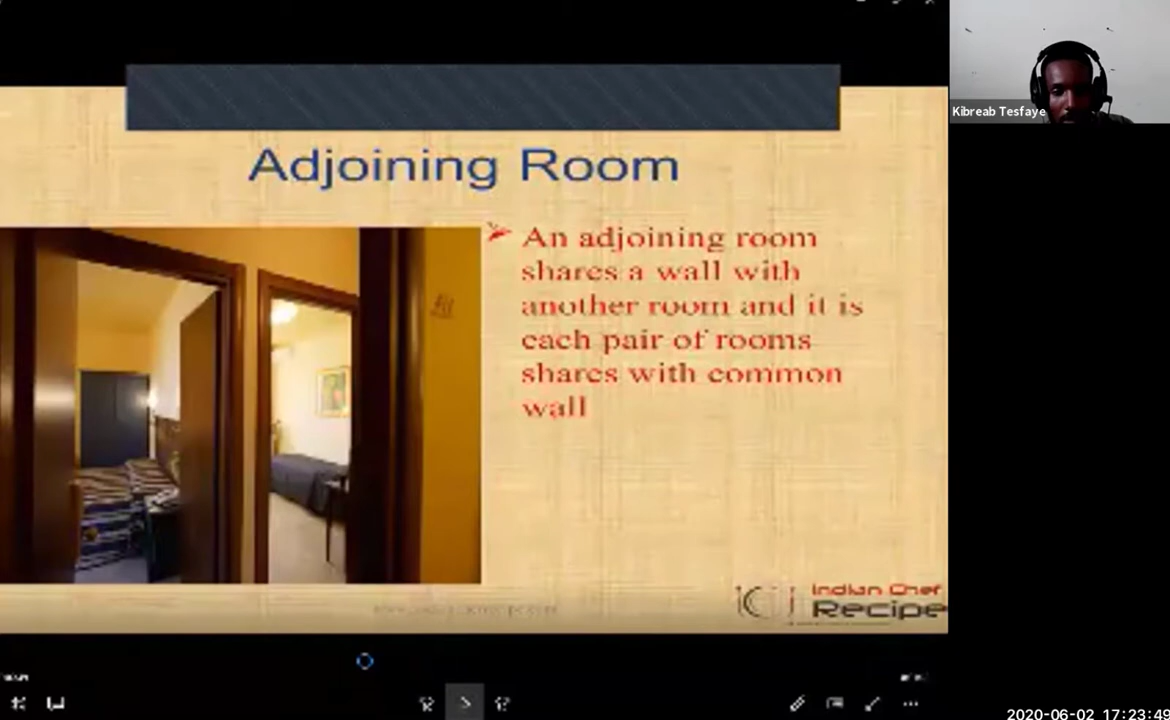 Kibreab Tesfaye
Adjoining Room
An adjoining room
shares a wall with
another room and it is
each pair of rooms
shares with common
wall
Indian Chef
Recipe
2020-06-02 17:23:49